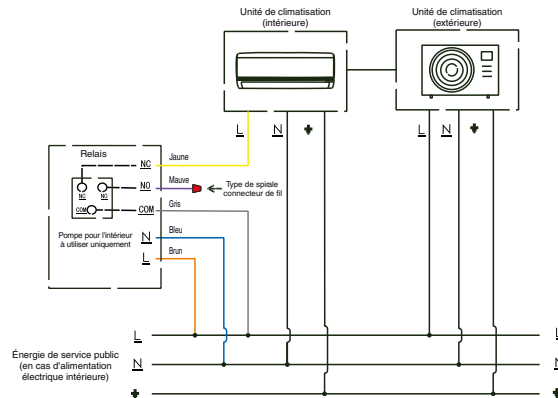 Unité de climatisation
(intérieure)
Unité de climatisation
(extérieure)
L N
L N
Relais
NC Jaune
NO Mauve
Type de spirale
connecteur de fil
NC NC
COM
COM Gris
Pompe pour l'intérieur
à utiliser uniquement
N Bleu
L Brun
L L
Énergie de service public
(en cas d'alimentation
électrique intérieure)
N N